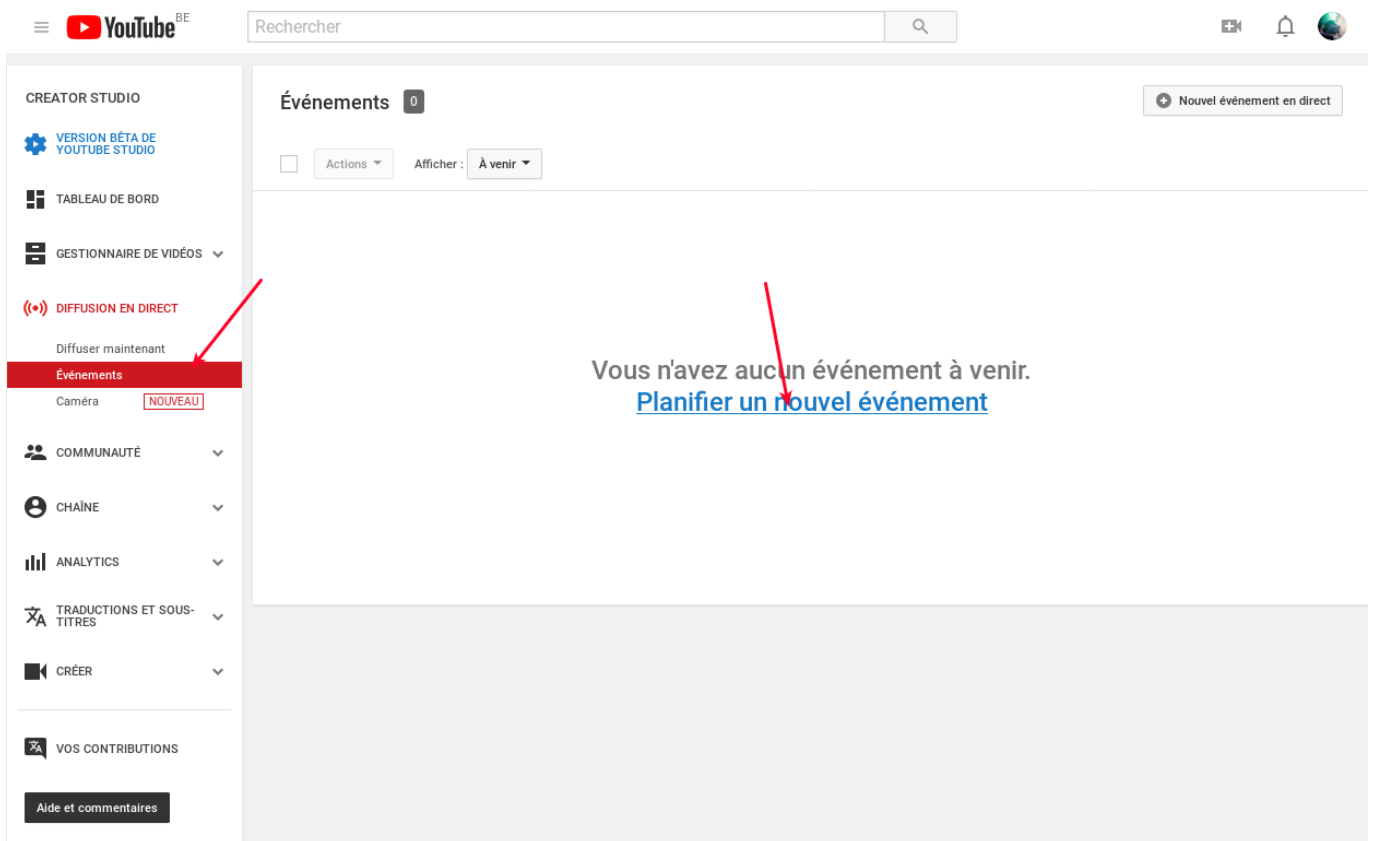 YouTube BE
Rechercher
CREATOR STUDIO
VERSION BÊTA DE
YOUTUBE STUDIO
TABLEAU DE BORD
GESTIONNAIRE DE VIDÉOS
DIFFUSION EN DIRECT
Diffuser maintenant
Événements
Caméra NOUVEAU
COMMUNAUTÉ
CHAÎNE
ANALYTICS
TRADUCTIONS ET SOUS-
TITRES
CRÉER
VOS CONTRIBUTIONS
Aide et commentaires
Événements 0
Nouvel événement en direct
Actions Afficher : À venir
Vous n'avez aucun événement à venir.
Planifier un nouvel événement